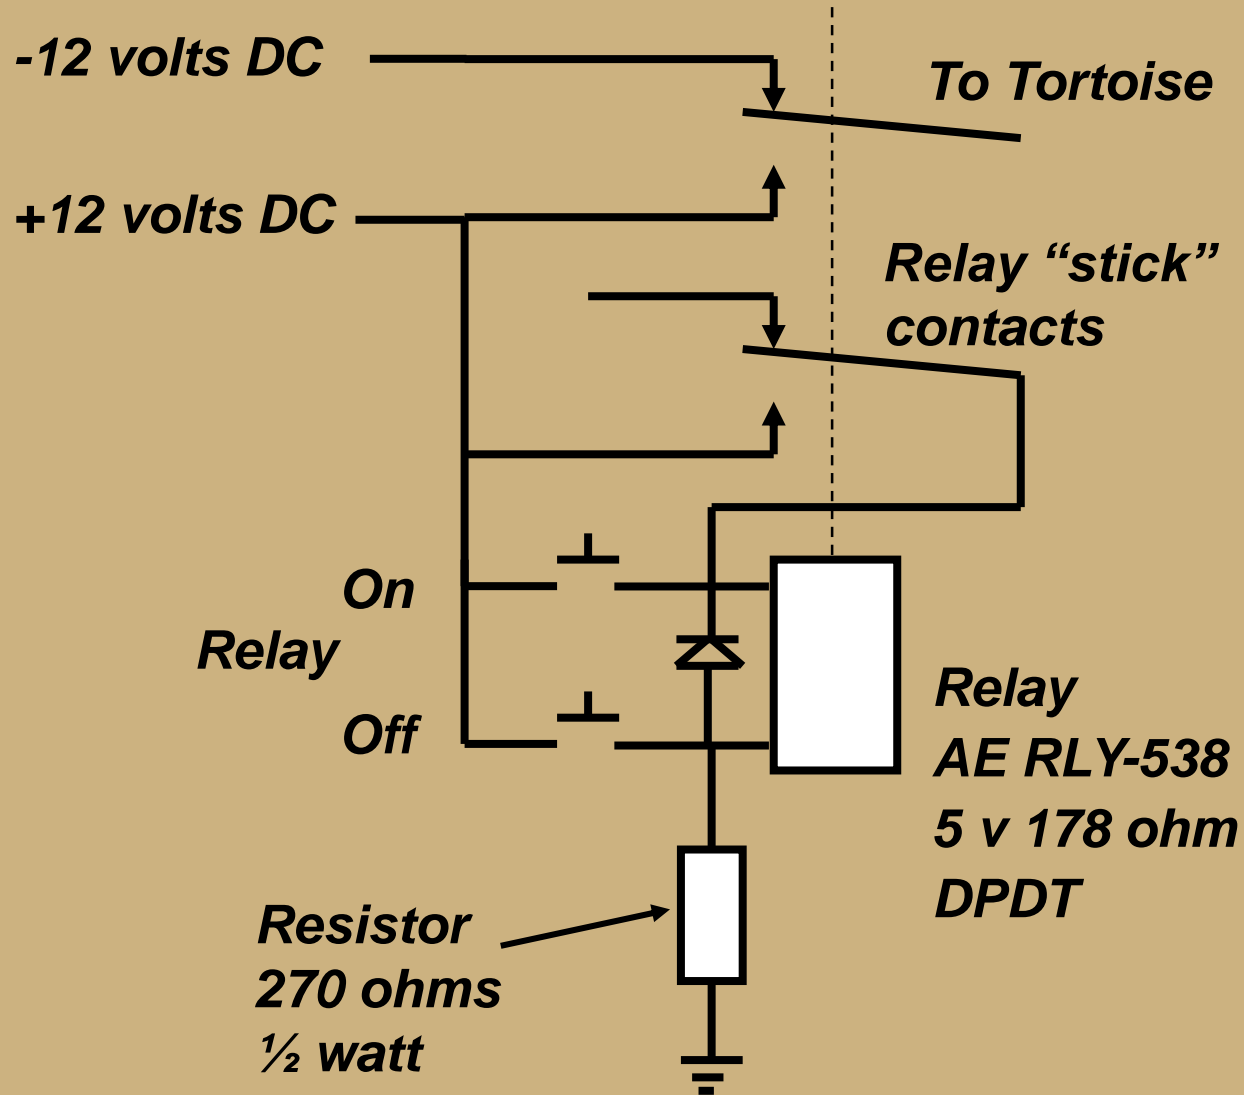 -12 volts DC
To Tortoise
+12 volts DC
Relay “stick”
contacts
On
Relay
Off
Relay
AE RLY-538
5 v 178 ohm
DPDT
Resistor
270 ohms
½ watt